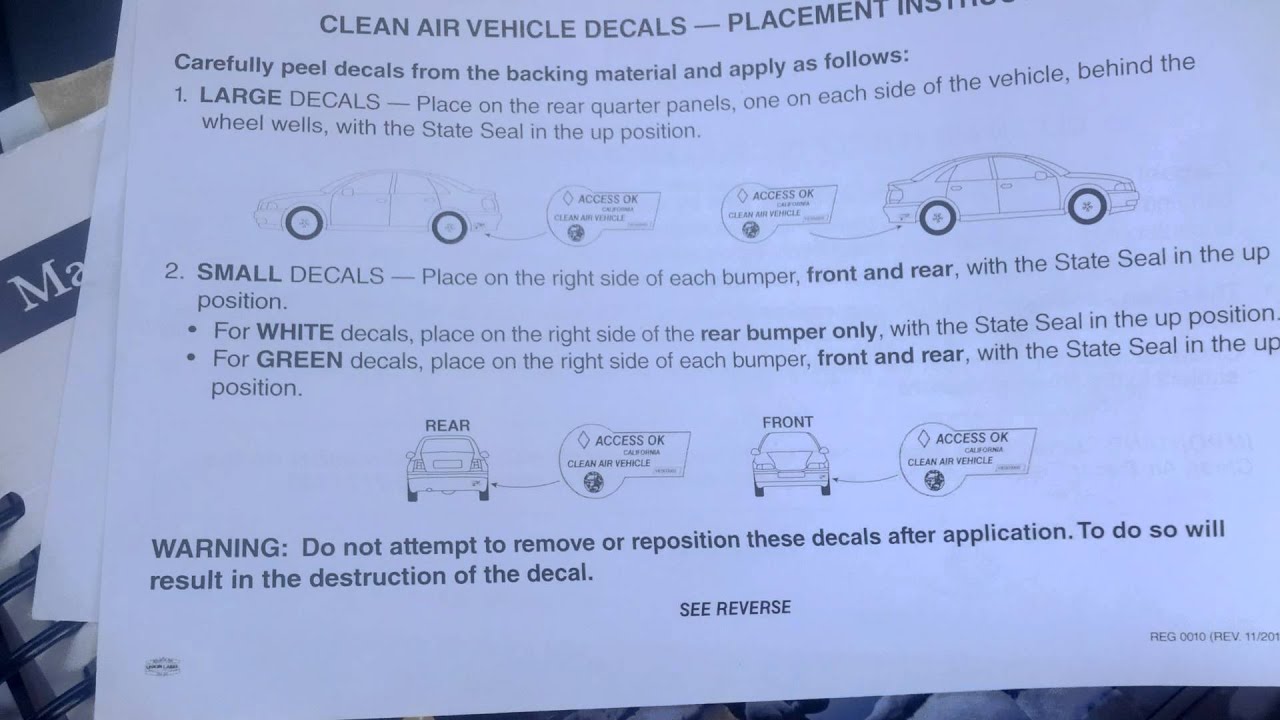 CLEAN AIR VEHICLE DECALS — PLACEMENT
Carefully peel decals from the backing material and apply as follows:
1. LARGE DECALS — Place on the rear quarter panels, one on each side of the vehicle, behind the
wheel wells, with the State Seal in the up position.
ACCESS OK
CALIFORNIA
CLEAN AIR VEHICLE
ACCESS OK
CALIFORNIA
CLEAN AIR VEHICLE
2. SMALL DECALS — Place on the right side of each bumper, front and rear, with the State Seal in the up
position.
• For WHITE decals, place on the right side of the rear bumper only, with the State Seal in the up position.
• For GREEN decals, place on the right side of each bumper, front and rear, with the State Seal in the up
position.
REAR
ACCESS OK
CALIFORNIA
CLEAN AIR VEHICLE
FRONT
ACCESS OK
CALIFORNIA
CLEAN AIR VEHICLE
WARNING: Do not attempt to remove or reposition these decals after application. To do so will
result in the destruction of the decal.
SEE REVERSE
REG 0010 (REV. 11/201
Ma